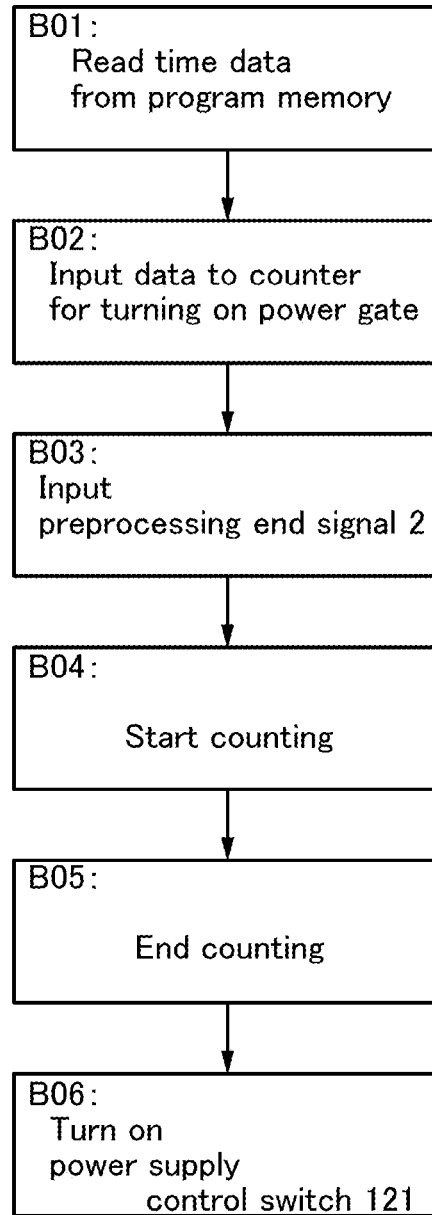 B01:
Read time data
from program memory
B02:
Input data to counter
for turning on power gate
B03:
Input
preprocessing end signal 2
B04:
Start counting
B05:
End counting
B06:
Turn on
power supply
control switch 121